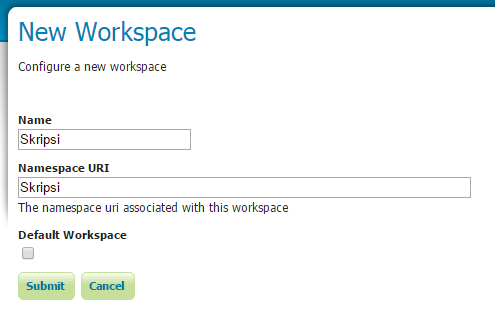 New Workspace
Configure a new workspace
Name
Skripsi
Namespace URI
Skripsi
The namespace uri associated with this workspace
Default Workspace
Submit Cancel